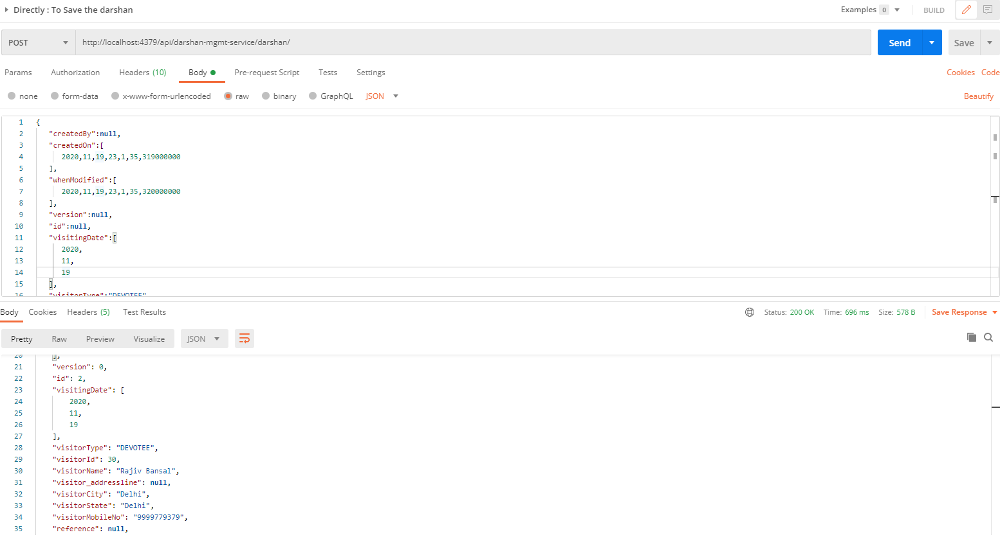 Directly : To Save the darshan
Examples 0
BUILD
POST
http://localhost:4379/api/darshan-mgmt-service/darshan/
Send
Save
Params Authorization Headers (10) Body Pre-request Script Tests Settings
Cookies Code
none form-data x-www-form-urlencoded raw binary GraphQL JSON
Beautify
1 {
2 "createdBy":null,
3 "createdOn":[
4 2020,11,19,23,1,35,319000000
5 ],
6 "whenModified":[
7 2020,11,19,23,1,35,320000000
8 ],
9 "version":null,
10 "id":null,
11 "visitingDate":[
12 2020,
13 11,
14 19
15 ],
16 "visitorType":"DEVOTEE"
Body Cookies Headers (5) Test Results
Status: 200 OK Time: 696 ms Size: 578 B Save Response
Pretty Raw Preview Visualize JSON
20 ],
21 "version": 0,
22 "id": 2,
23 "visitingDate": [
24 2020,
25 11,
26 19
27 ],
28 "visitorType": "DEVOTEE",
29 "visitorId": 30,
30 "visitorName": "Rajiv Bansal",
31 "visitor_addressline": null,
32 "visitorCity": "Delhi",
33 "visitorState": "Delhi",
34 "visitorMobileNo": "9999779379",
35 "reference": null,